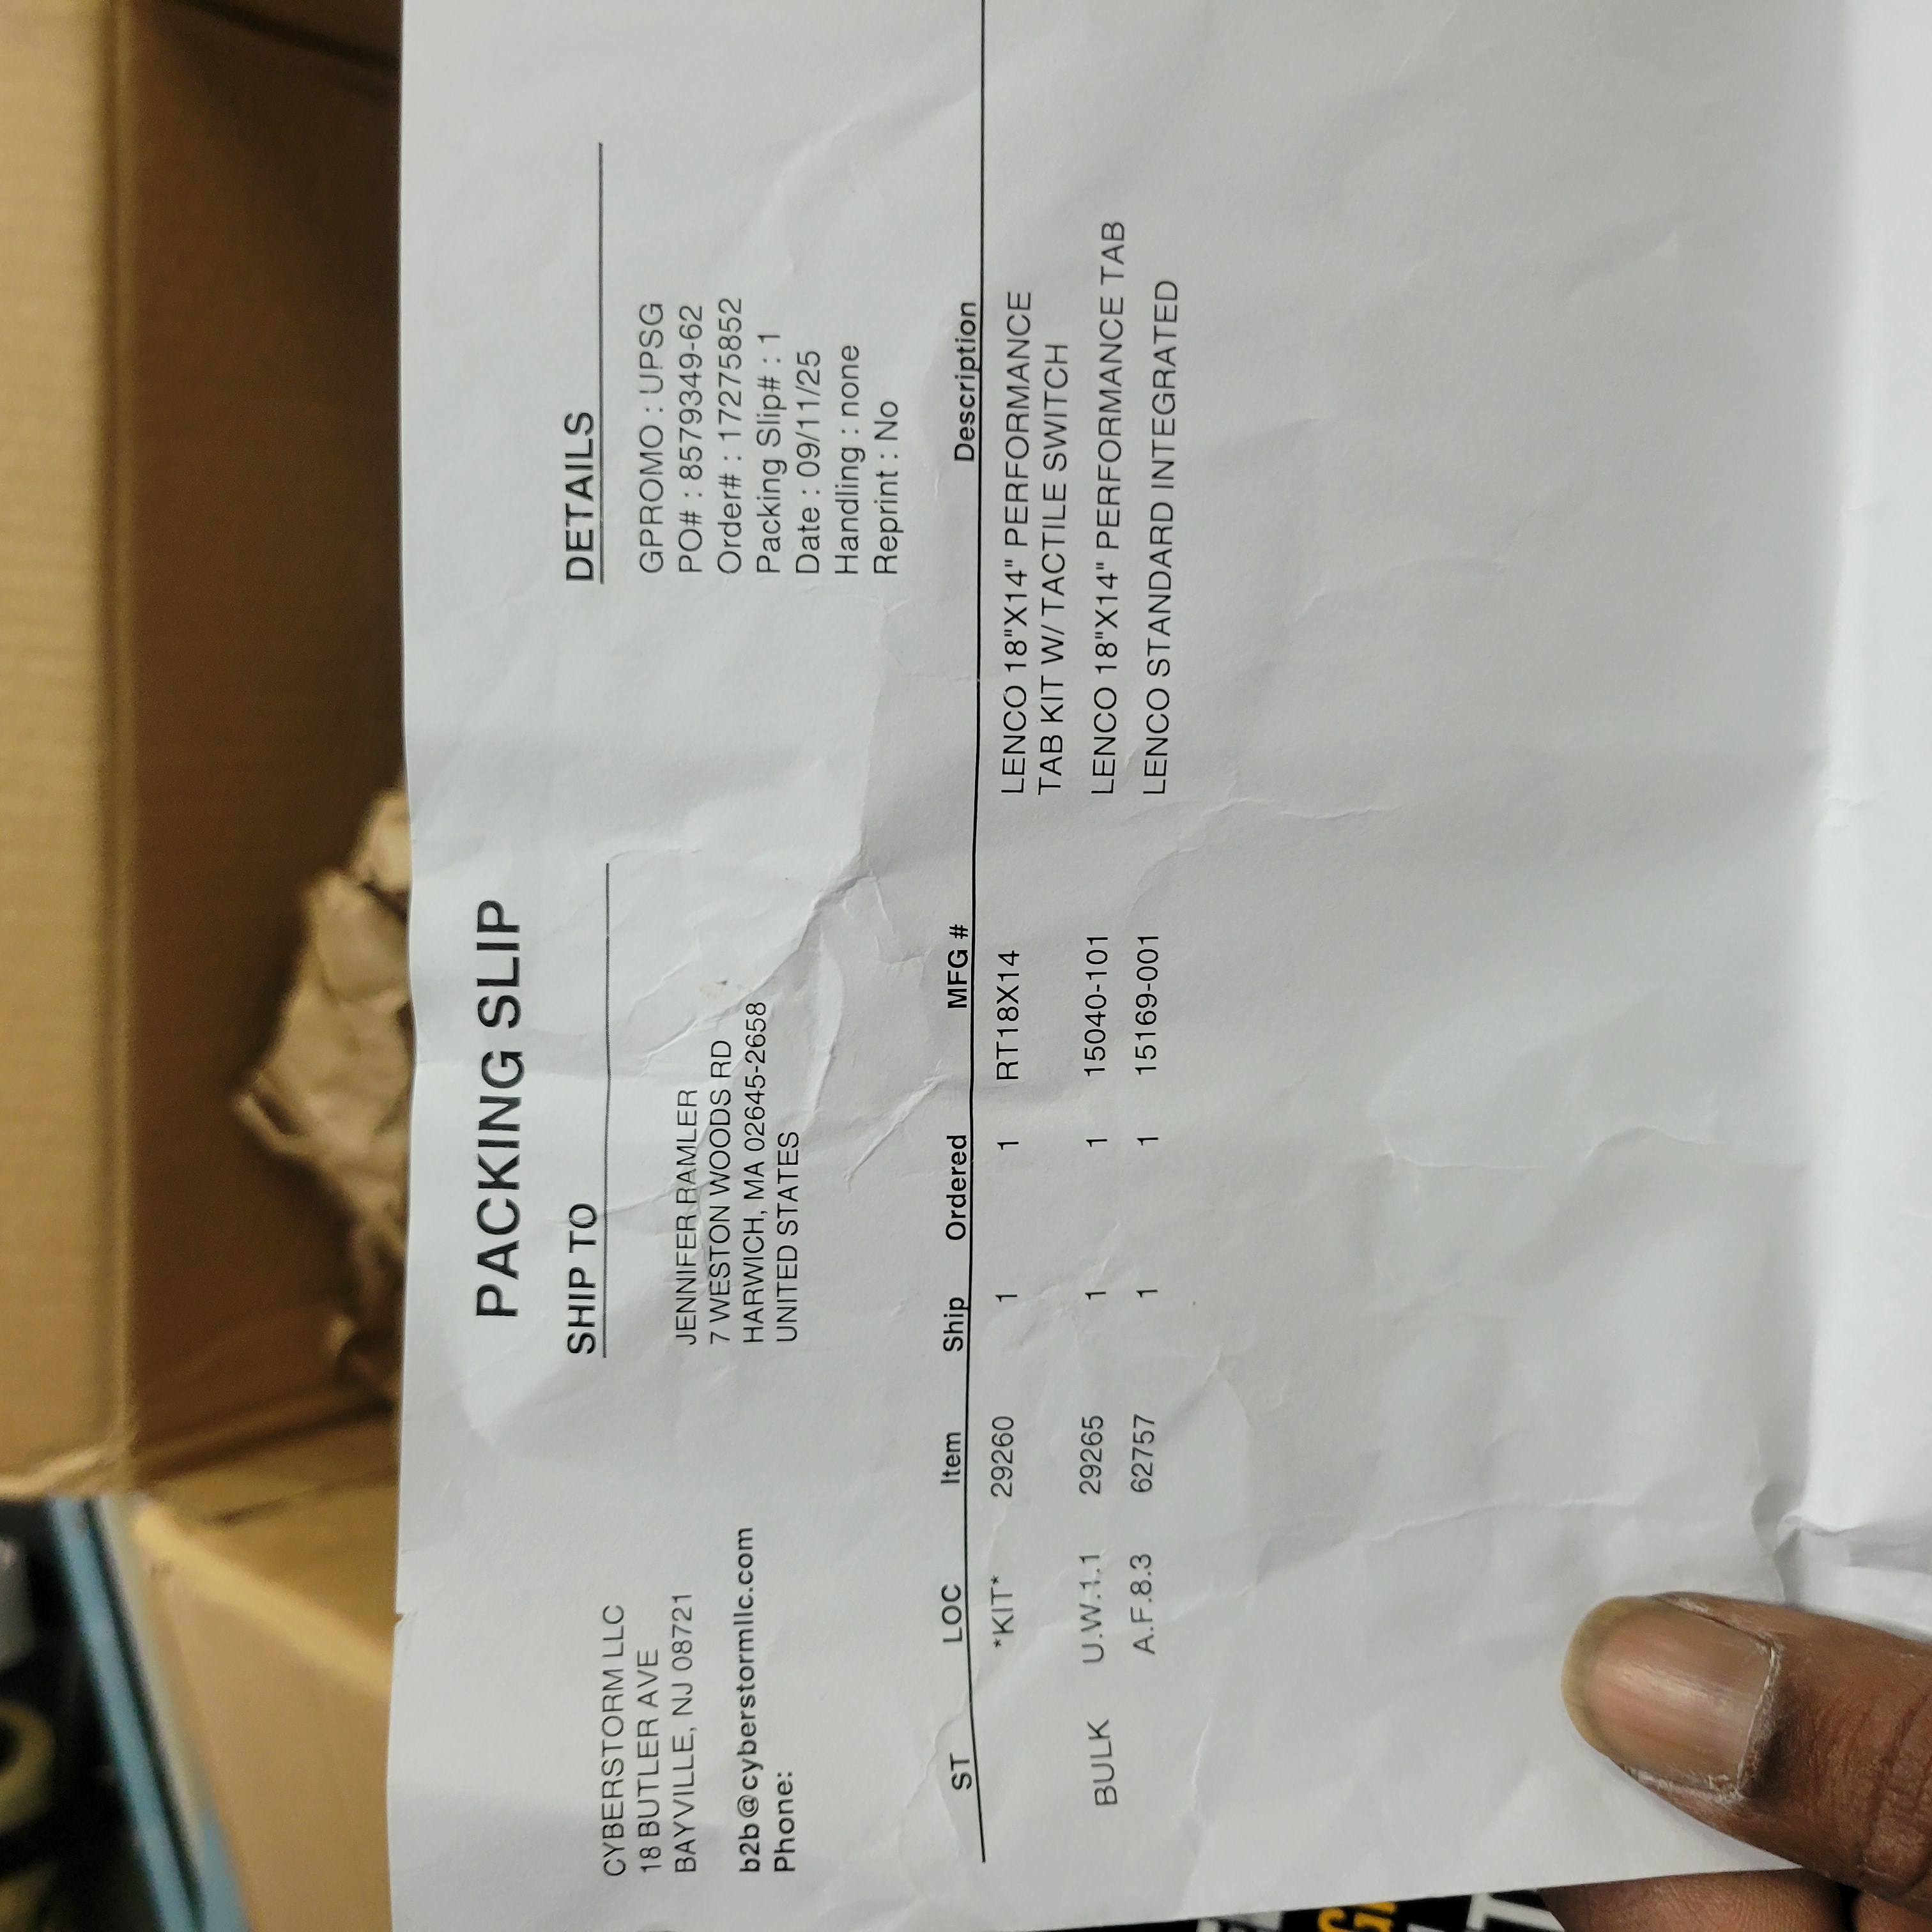 PACKING SLIP
CYBERSTORM LLC
18 BUTLER AVE
BAYVILLE, NJ 08721
b2b@cyberstormllc.com
Phone:
SHIP TO
JENNIFER RAMLER
7 WESTON WOODS RD
HARWICH, MA 02645-2658
UNITED STATES
DETAILS
GPROMO : UPSG
PO# : 8579349-62
Order# : 17275852
Packing Slip# : 1
Date : 09/11/25
Handling : none
Reprint : No
ST LOC Item Ship Ordered MFG # Description
*KIT* 29260 1 1 RT18X14 LENCO 18"X14" PERFORMANCE
TAB KIT W/ TACTILE SWITCH
BULK U.W.1.1 29265 1 1 15040-101 LENCO 18"X14" PERFORMANCE TAB
A.F.8.3 62757 1 1 15169-001 LENCO STANDARD INTEGRATED